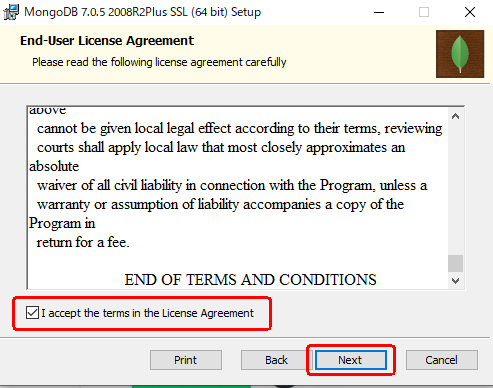 MongoDB 7.0.5 2008R2Plus SSL (64 bit) Setup
End-User License Agreement
Please read the following license agreement carefully
above
cannot be given local legal effect according to their terms, reviewing
courts shall apply local law that most closely approximates an
absolute
waiver of all civil liability in connection with the Program, unless a
warranty or assumption of liability accompanies a copy of the
Program in
return for a fee.
END OF TERMS AND CONDITIONS
I accept the terms in the License Agreement
Print Back Next Cancel